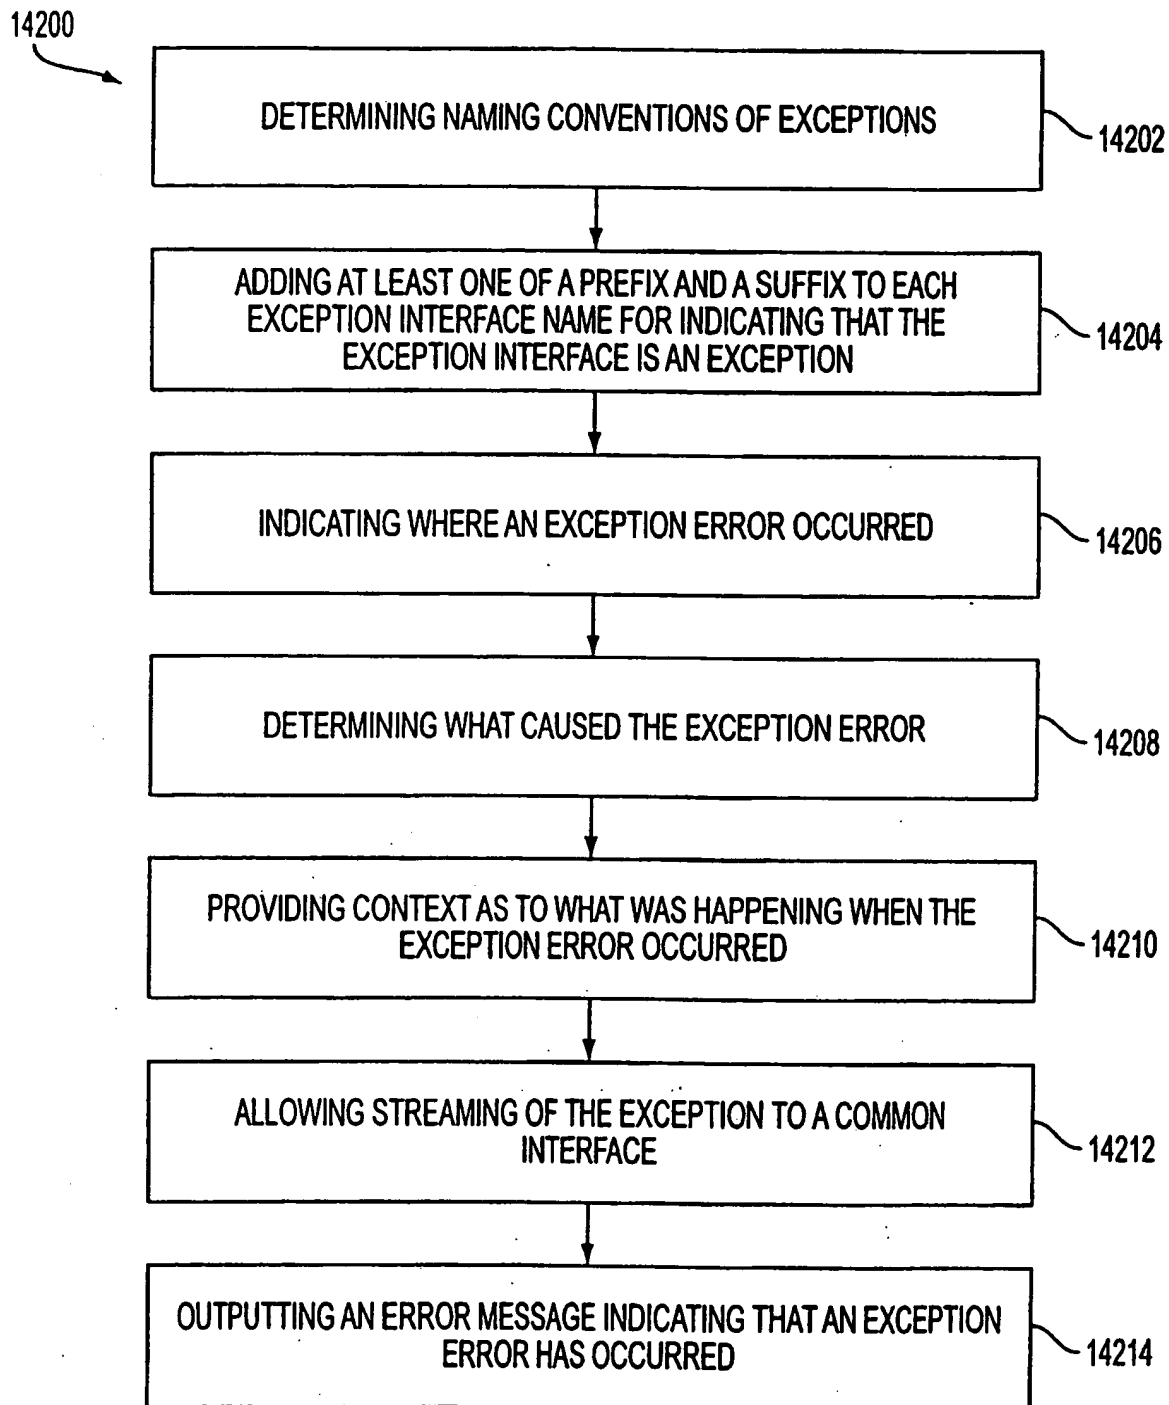 14200
DETERMINING NAMING CONVENTIONS OF EXCEPTIONS
14202
ADDING AT LEAST ONE OF A PREFIX AND A SUFFIX TO EACH
EXCEPTION INTERFACE NAME FOR INDICATING THAT THE
EXCEPTION INTERFACE IS AN EXCEPTION
14204
INDICATING WHERE AN EXCEPTION ERROR OCCURRED
14206
DETERMINING WHAT CAUSED THE EXCEPTION ERROR
14208
PROVIDING CONTEXT AS TO WHAT WAS HAPPENING WHEN THE
EXCEPTION ERROR OCCURRED
14210
ALLOWING STREAMING OF THE EXCEPTION TO A COMMON
INTERFACE
14212
OUTPUTTING AN ERROR MESSAGE INDICATING THAT AN EXCEPTION
ERROR HAS OCCURRED
14214